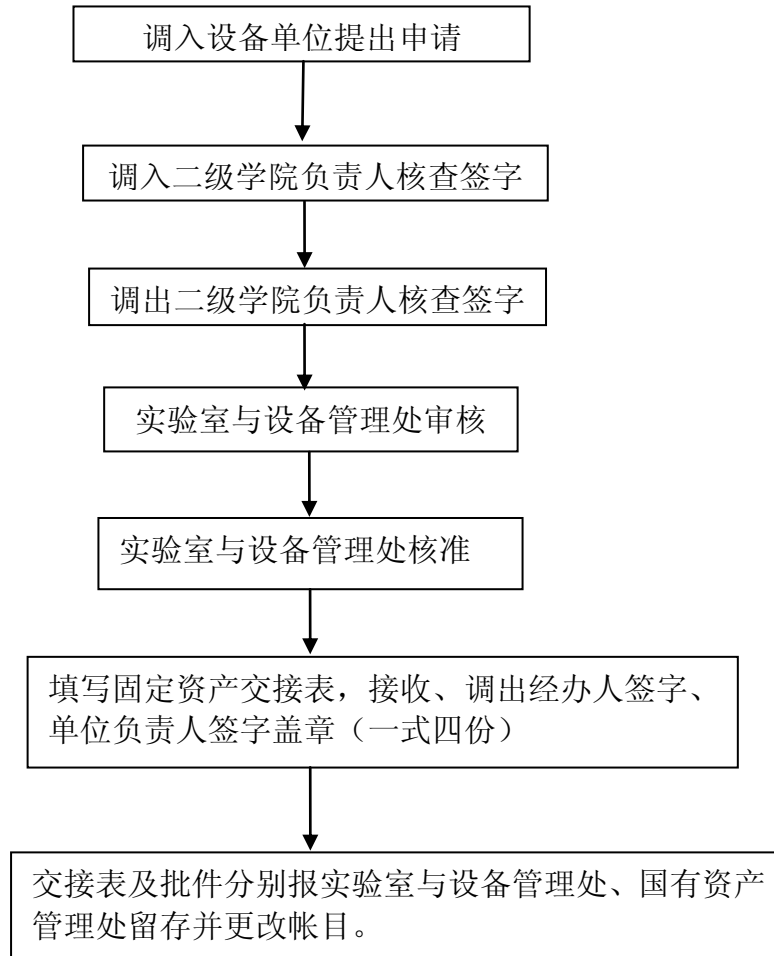 调入设备单位提出申请
调入二级学院负责人核查签字
调出二级学院负责人核查签字
实验室与设备管理处审核
实验室与设备管理处核准
填写固定资产交接表，接收、调出经办人签字、
单位负责人签字盖章（一式四份）
交接表及批件分别报实验室与设备管理处、国有资产
管理处留存并更改帐目。